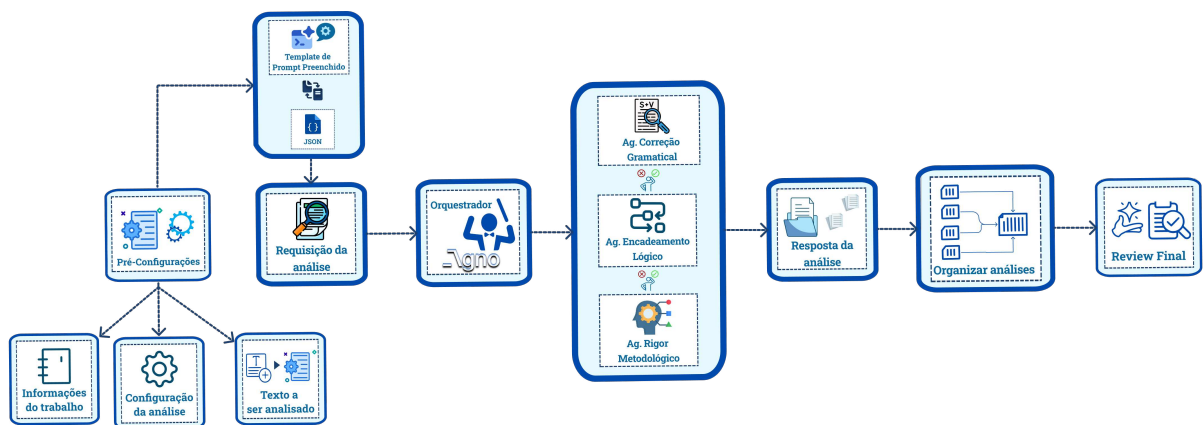 Template de
Prompt Preenchido
{ }
JSON
Pré-Configurações
Informações
do trabalho
Configuração
da análise
T
Texto a
ser analisado
Requisição da
análise
Orquestrador
Agno
S+V
Ag. Correção
Gramatical
Ag. Encadeamento
Lógico
Ag. Rigor
Metodológico
Resposta da
análise
Organizar análises
Review Final